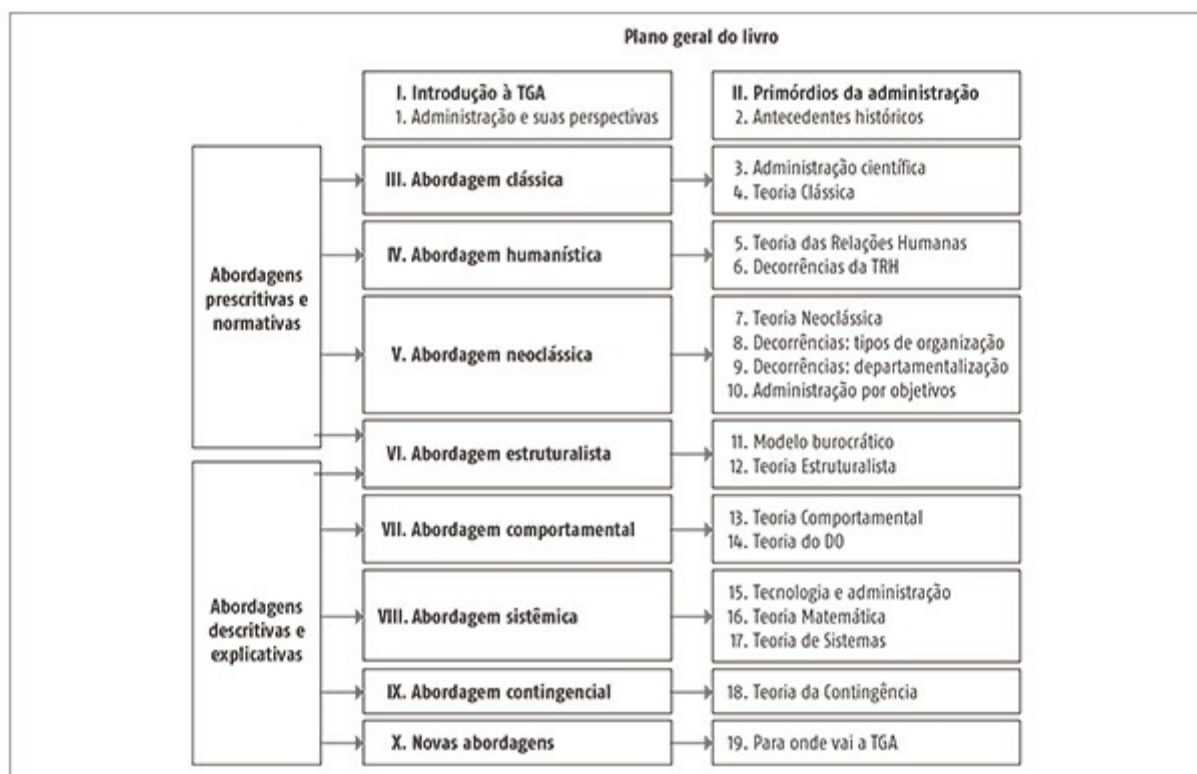 Plano geral do livro
I. Introdução à TGA
1. Administração e suas perspectivas
II. Primórdios da administração
2. Antecedentes históricos
Abordagens
prescritivas e
normativas
III. Abordagem clássica
3. Administração científica
4. Teoria Clássica
IV. Abordagem humanística
5. Teoria das Relações Humanas
6. Decorrências da TRH
V. Abordagem neoclássica
7. Teoria Neoclássica
8. Decorrências: tipos de organização
9. Decorrências: departamentalização
10. Administração por objetivos
VI. Abordagem estruturalista
11. Modelo burocrático
12. Teoria Estruturalista
Abordagens
descritivas e
explicativas
VII. Abordagem comportamental
13. Teoria Comportamental
14. Teoria do DO
VIII. Abordagem sistêmica
15. Tecnologia e administração
16. Teoria Matemática
17. Teoria de Sistemas
IX. Abordagem contingencial
18. Teoria da Contingência
X. Novas abordagens
19. Para onde vai a TGA